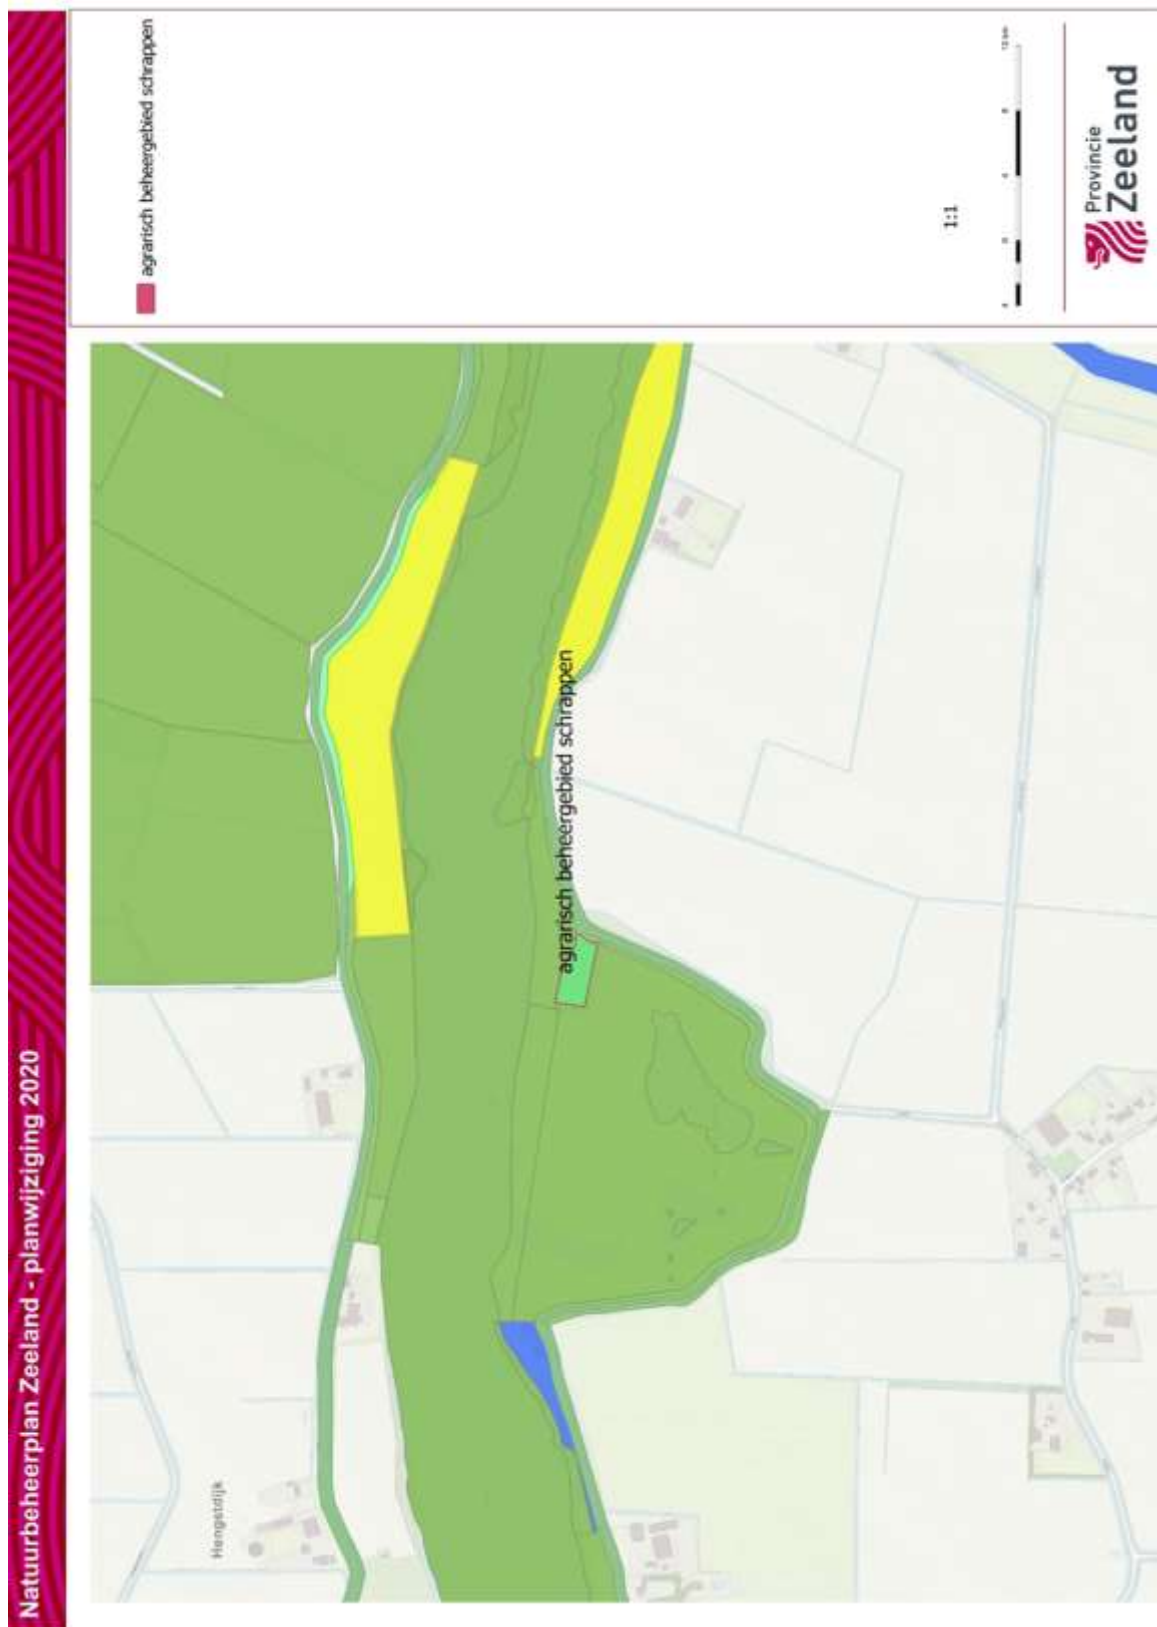 Natuurbeheerplan Zeeland - planwijziging 2020
Hengstdijk
agrarisch beheergebied schrappen
agrarisch beheergebied schrappen
1:1
Provincie
Zeeland